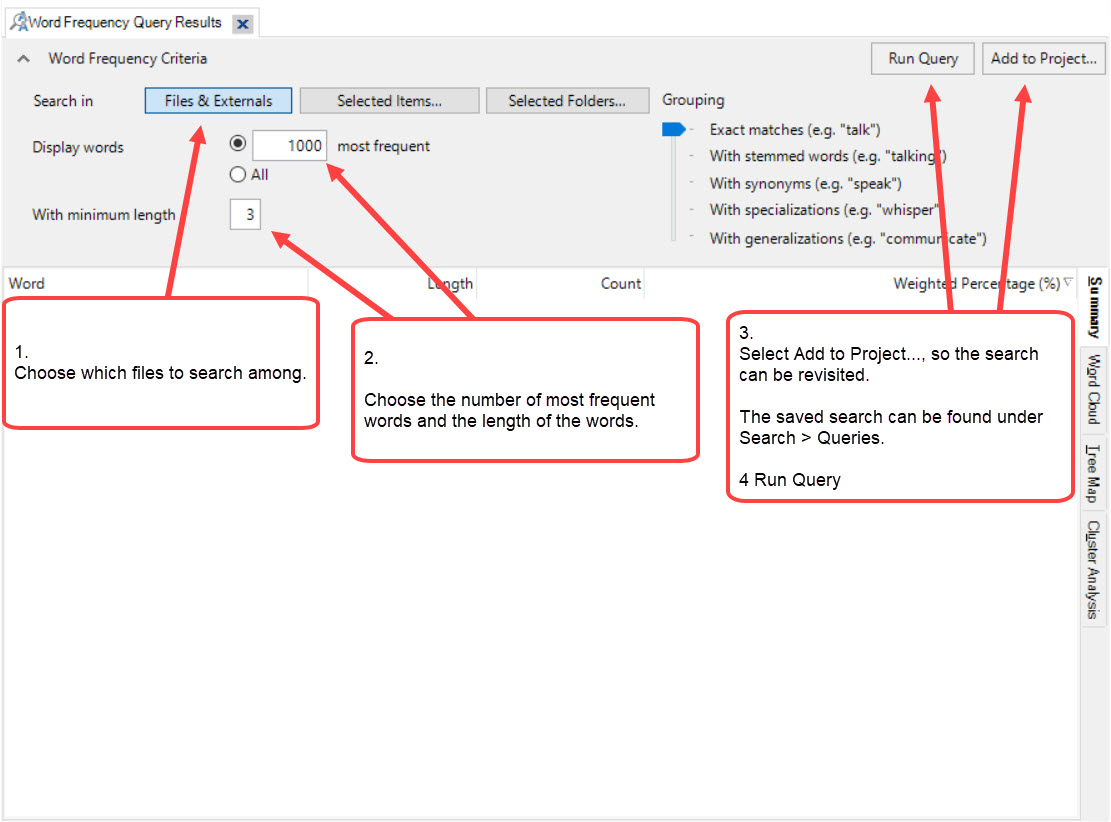 Word Frequency Query Results
Word Frequency Criteria
Run Query
Add to Project...
Search in
Files & Externals
Selected Items...
Selected Folders...
Grouping
Display words
1000
most frequent
All
With minimum length
3
Exact matches (e.g. "talk")
With stemmed words (e.g. "talking")
With synonyms (e.g. "speak")
With specializations (e.g. "whisper")
With generalizations (e.g. "communicate")
Word
Length
Count
Weighted Percentage (%)
Summary
Word Cloud
Tree Map
Cluster Analysis
1.
Choose which files to search among.
2.
Choose the number of most frequent
words and the length of the words.
3.
Select Add to Project..., so the search
can be revisited.
The saved search can be found under
Search > Queries.
4 Run Query